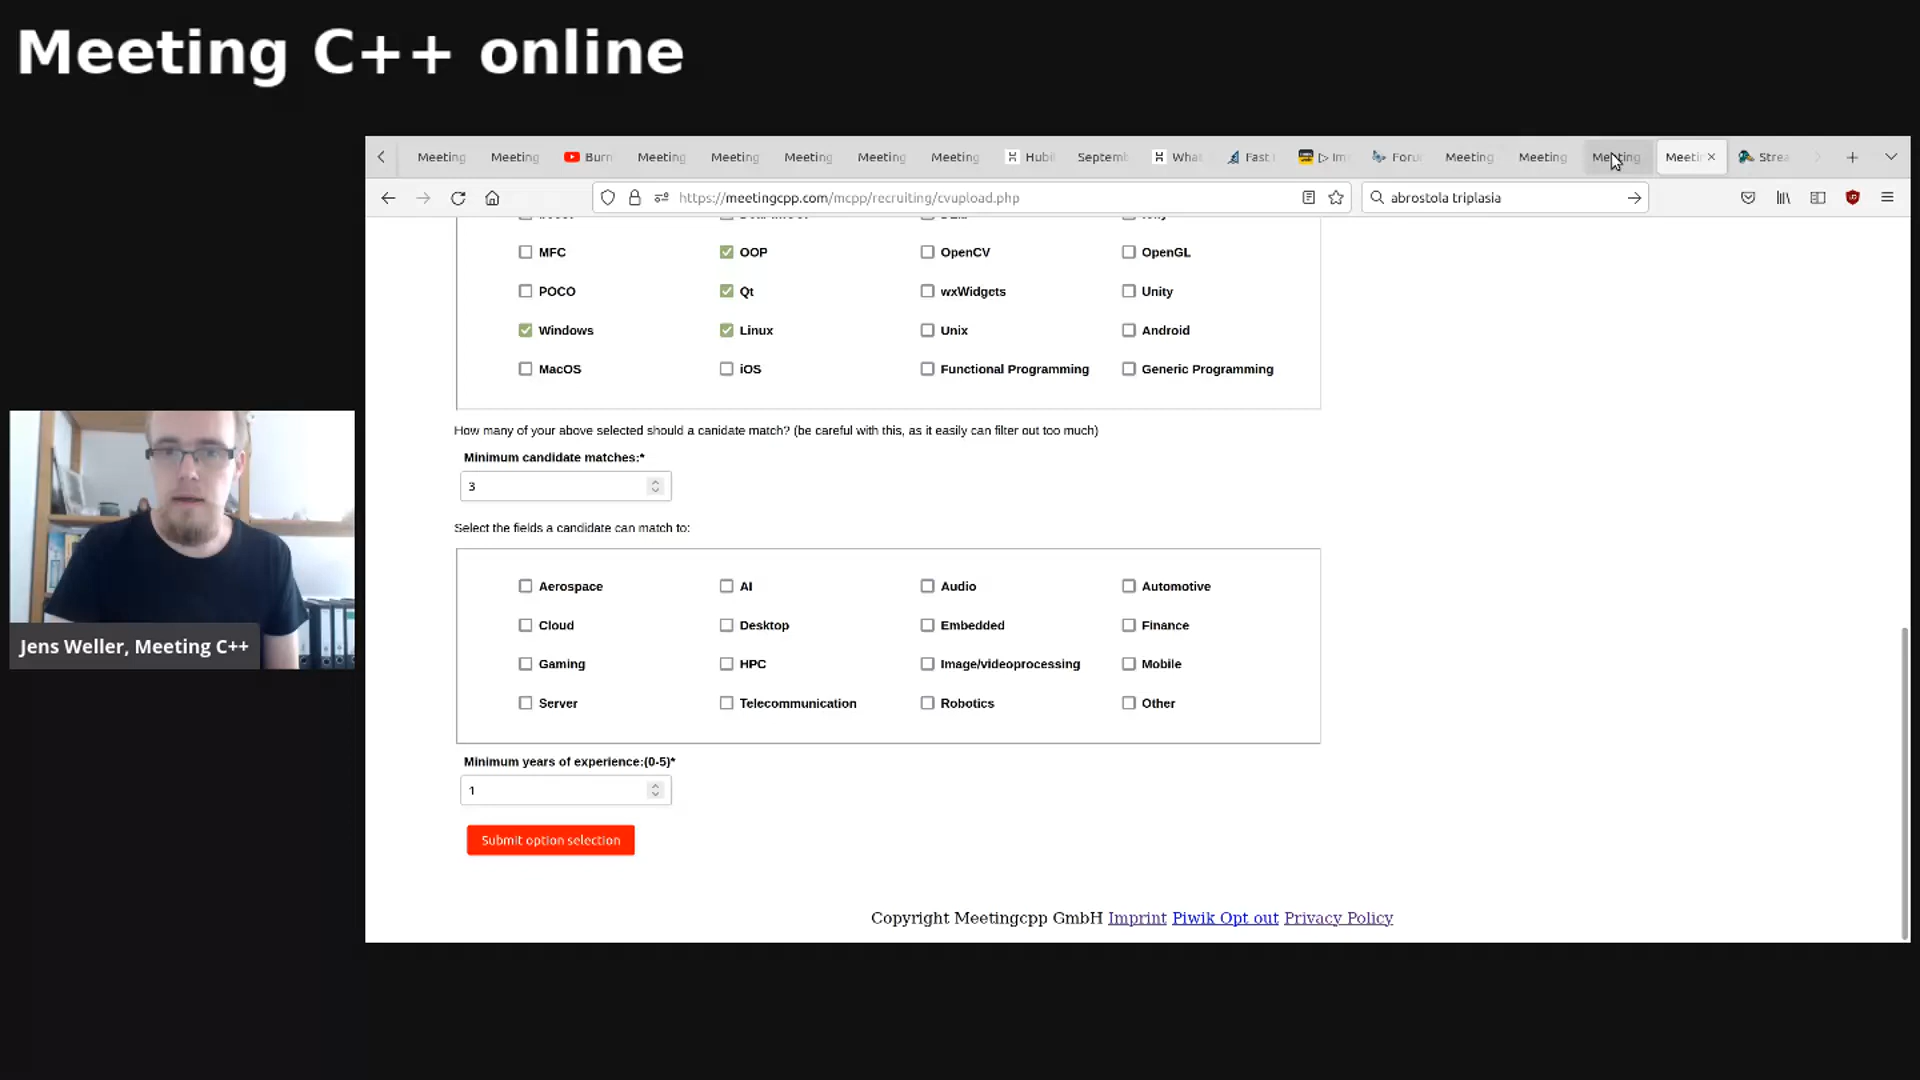 Meeting C++ online
Meeting Meeting Burn Meeting Meeting Meeting Meeting Meeting Hubi Septemb What Fast Im Foru Meeting Meeting Meeting Meetin Strea
https://meetingcpp.com/mcpp/recruiting/cvupload.php
abrostola triplasia
MFC OOP OpenCV OpenGL
POCO Qt wxWidgets Unity
Windows Linux Unix Android
MacOS iOS Functional Programming Generic Programming
How many of your above selected should a canidate match? (be careful with this, as it easily can filter out too much)
Minimum candidate matches:*
3
Select the fields a candidate can match to:
Aerospace AI Audio Automotive
Cloud Desktop Embedded Finance
Gaming HPC Image/videoprocessing Mobile
Server Telecommunication Robotics Other
Minimum years of experience:(0-5)*
1
Submit option selection
Copyright Meetingcpp GmbH Imprint Piwik Opt out Privacy Policy
Jens Weller, Meeting C++